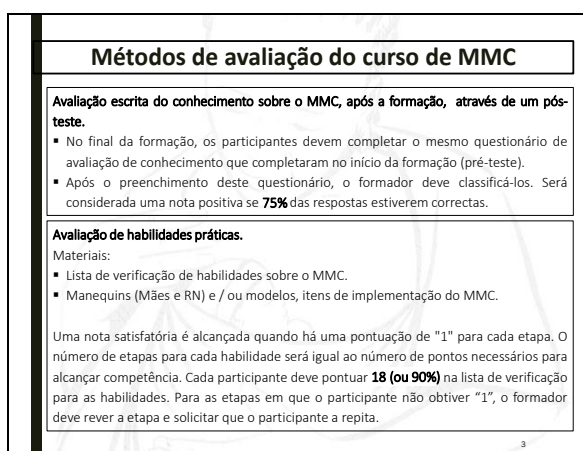 Métodos de avaliação do curso de MMC
Avaliação escrita do conhecimento sobre o MMC, após a formação, através de um pós-
teste.
▪ No final da formação, os participantes devem completar o mesmo questionário de
avaliação de conhecimento que completaram no início da formação (pré-teste).
▪ Após o preenchimento deste questionário, o formador deve classificá-los. Será
considerada uma nota positiva se 75% das respostas estiverem correctas.
Avaliação de habilidades práticas.
Materiais:
▪ Lista de verificação de habilidades sobre o MMC.
▪ Manequins (Mães e RN) e / ou modelos, itens de implementação do MMC.
Uma nota satisfatória é alcançada quando há uma pontuação de "1" para cada etapa. O
número de etapas para cada habilidade será igual ao número de pontos necessários para
alcançar competência. Cada participante deve pontuar 18 (ou 90%) na lista de verificação
para as habilidades. Para as etapas em que o participante não obtiver “1”, o formador
deve rever a etapa e solicitar que o participante a repita.
3